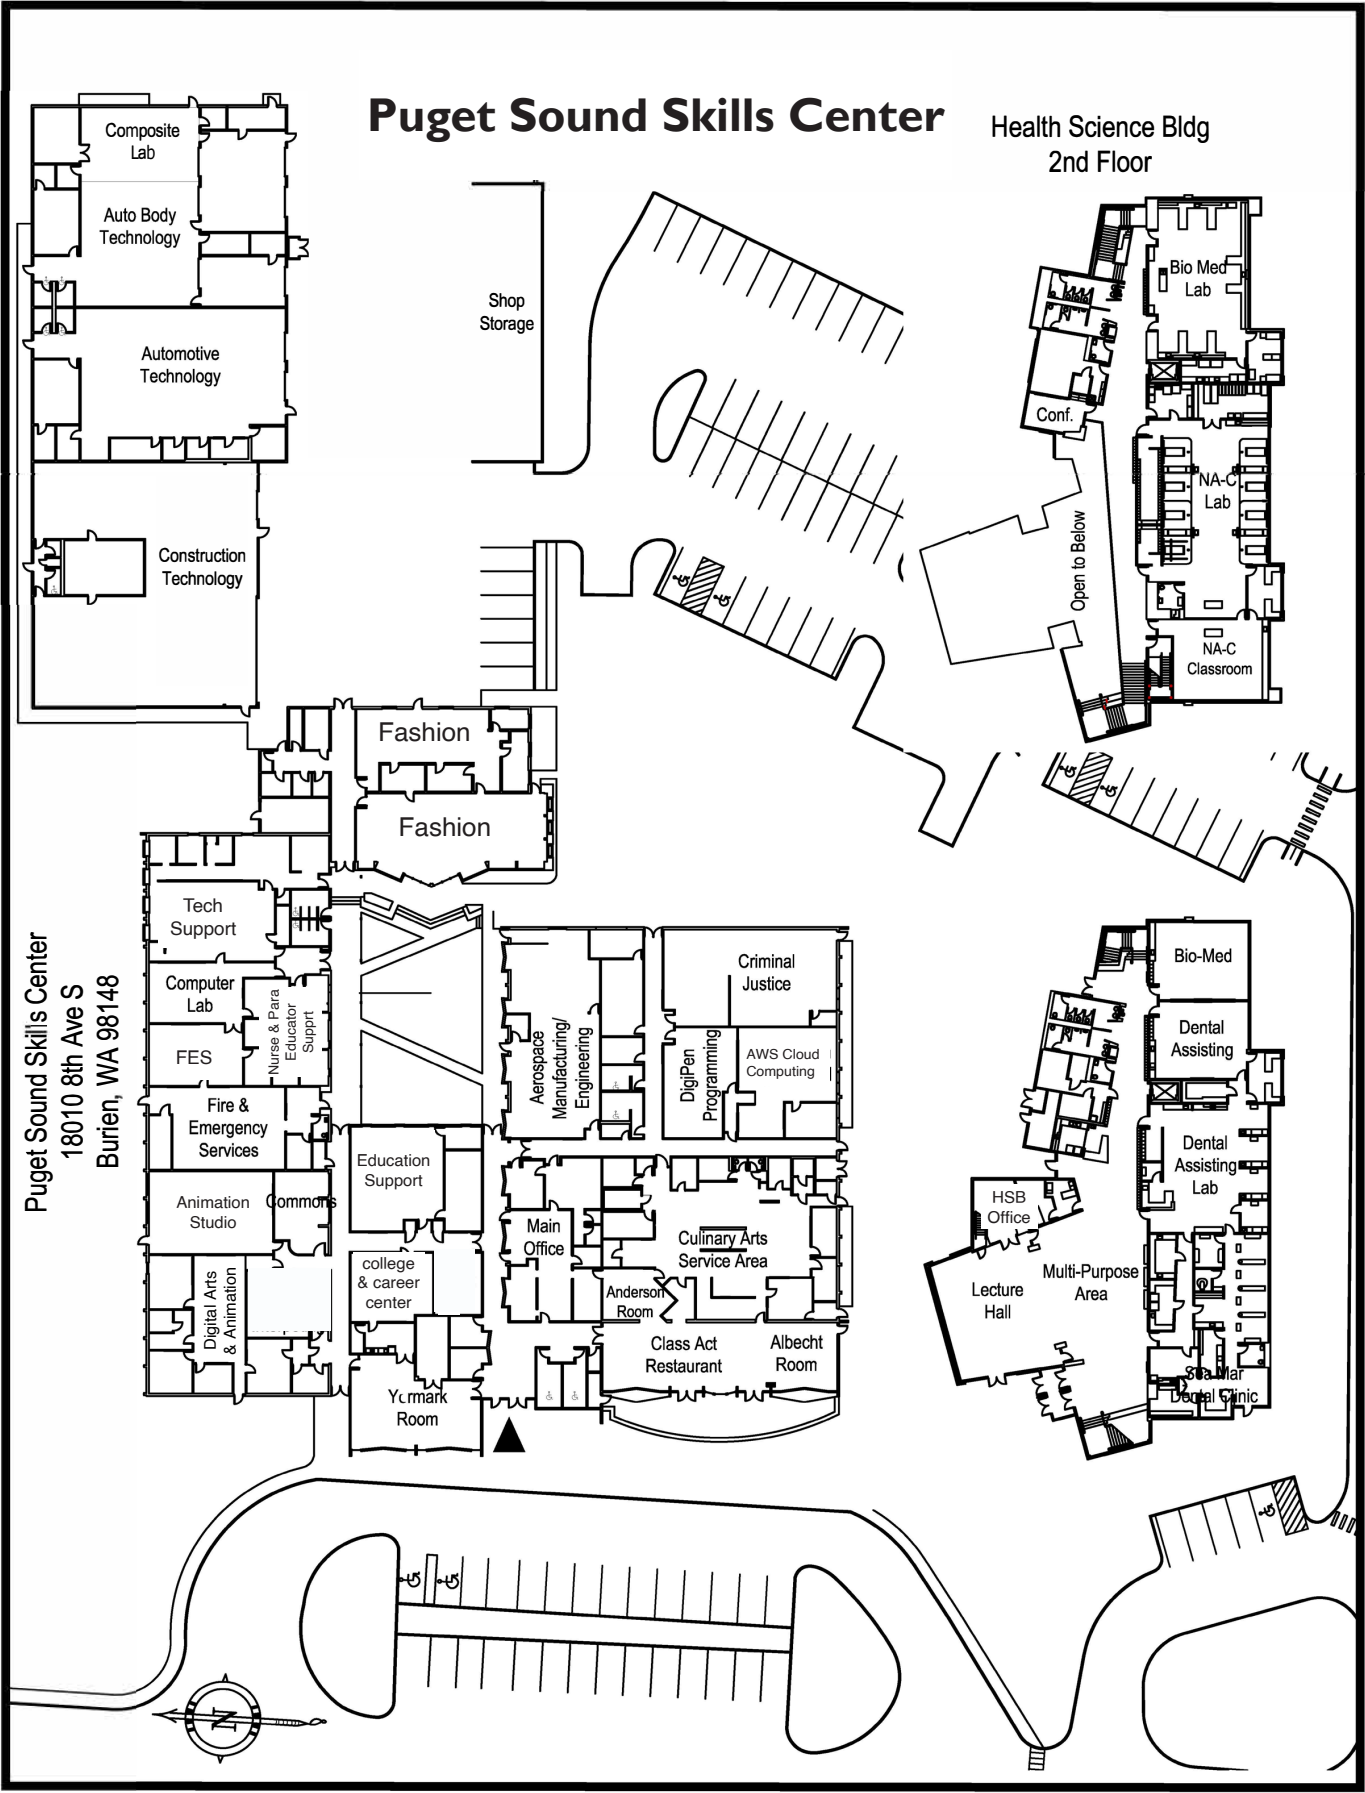 Puget Sound Skills Center
Health Science Bldg
2nd Floor
Composite
Lab
Auto Body
Technology
Automotive
Technology
Shop
Storage
Construction
Technology
Bio Med
Lab
Conf.
NA-C
Lab
Open to Below
NA-C
Classroom
Fashion
Fashion
Tech
Support
Computer
Lab
Nurse & Para
Educator
Supprt
FES
Fire &
Emergency
Services
Animation
Studio
Commons
Digital Arts
& Animation
Puget Sound Skills Center
18010 8th Ave S
Burien, WA 98148
Education
Support
college
& career
center
Room
Aerospace
Manufacturing/
Engineering
Criminal
Justice
DigiPen
Programming
AWS Cloud
Computing
Main
Office
Culinary Arts
Service Area
Anderson
Room
Class Act
Restaurant
Albecht
Room
Bio-Med
Dental
Assisting
Dental
Assisting
Lab
HSB
Office
Lecture
Hall
Multi-Purpose
Area
Sea Mar
Dental Clinic
N